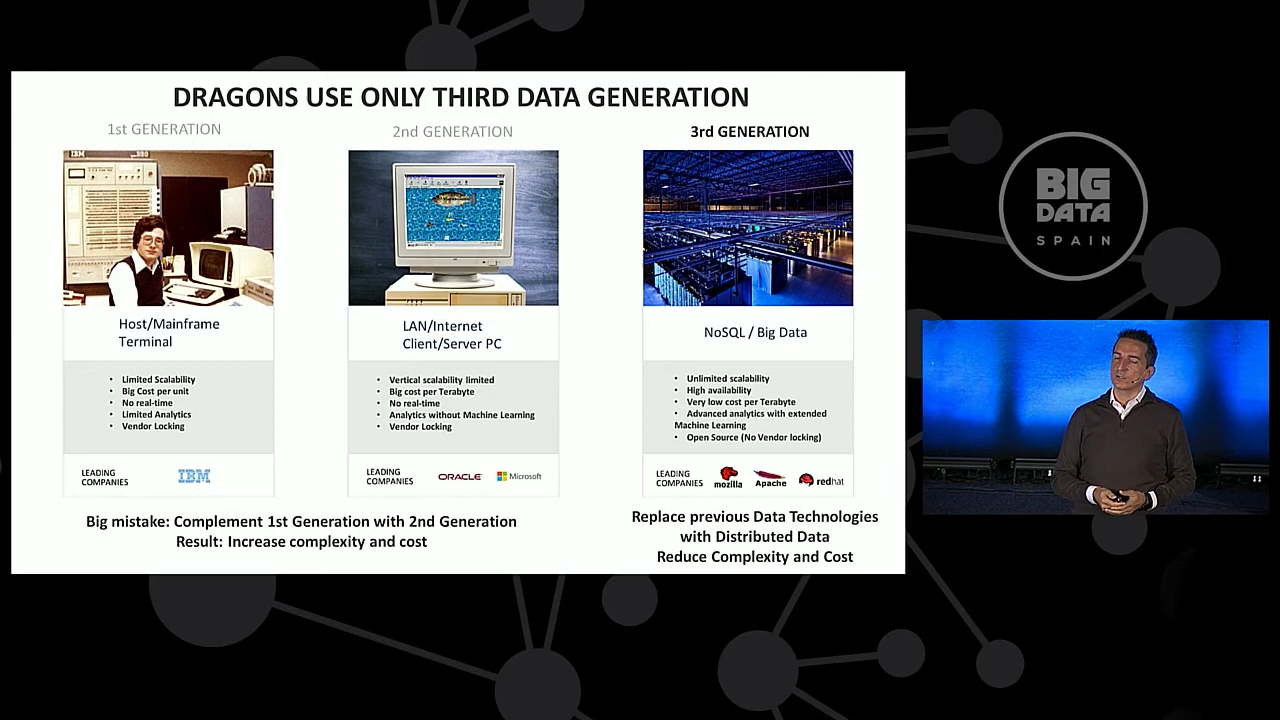 DRAGONS USE ONLY THIRD DATA GENERATION
1st GENERATION
IBM
Host/Mainframe
Terminal
• Limited Scalability
• Big Cost per unit
• No real-time
• Limited Analytics
• Vendor Locking
LEADING
COMPANIES
IBM
2nd GENERATION
LAN/Internet
Client/Server PC
• Vertical scalability limited
• Big cost per Terabyte
• No real-time
• Analytics without Machine Learning
• Vendor Locking
LEADING
COMPANIES
ORACLE
Microsoft
3rd GENERATION
NoSQL / Big Data
• Unlimited scalability
• High availability
• Very low cost per Terabyte
• Advanced analytics with extended
Machine Learning
• Open Source (No Vendor locking)
LEADING
COMPANIES
mozilla
Apache
redhat
Big mistake: Complement 1st Generation with 2nd Generation
Result: Increase complexity and cost
Replace previous Data Technologies
with Distributed Data
Reduce Complexity and Cost
BIG
DATA
SPAIN